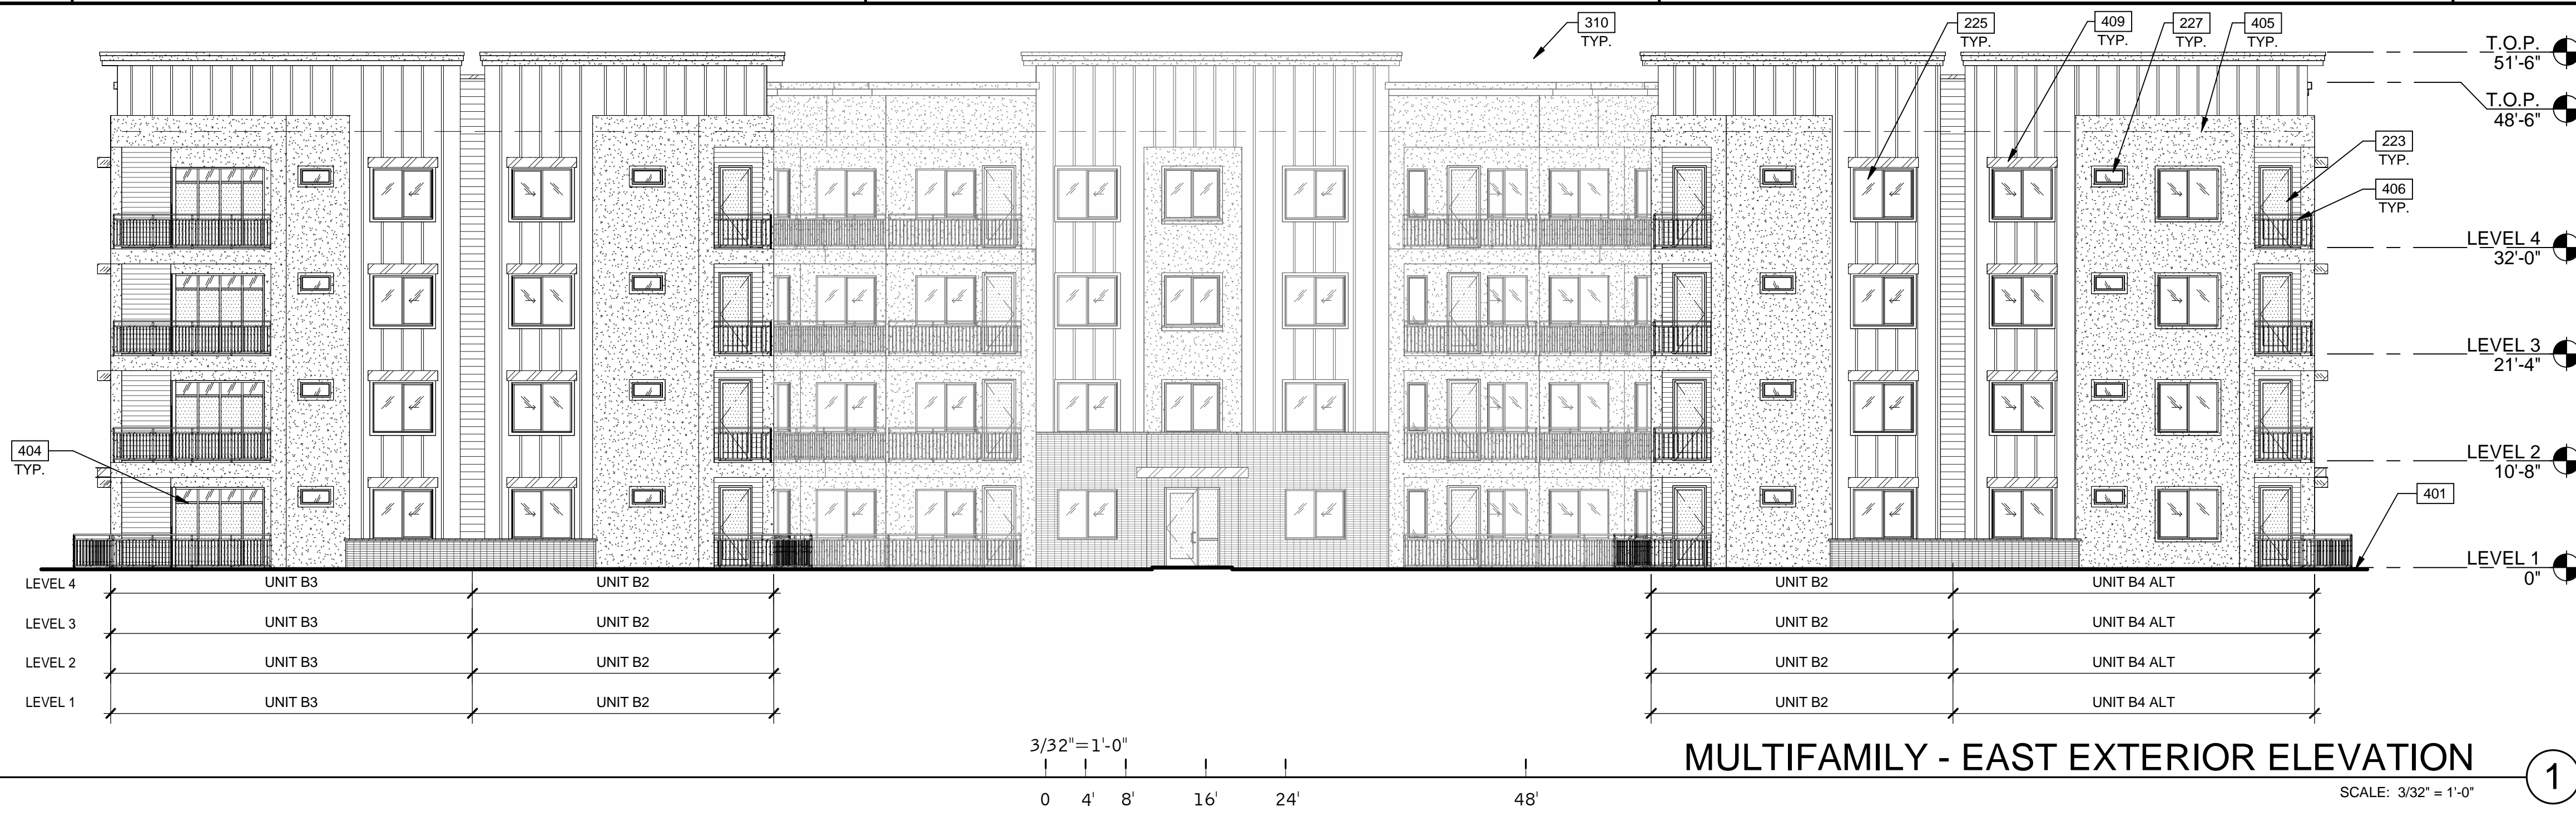 310
TYP.
225
TYP.
409
TYP.
227
TYP.
405
TYP.
T.O.P.
51'-6"
T.O.P.
48'-6"
223
TYP.
406
TYP.
LEVEL 4
32'-0"
LEVEL 3
21'-4"
404
TYP.
LEVEL 2
10'-8"
401
LEVEL 1
0"
LEVEL 4 UNIT B3 UNIT B2 UNIT B2 UNIT B4 ALT
LEVEL 3 UNIT B3 UNIT B2 UNIT B2 UNIT B4 ALT
LEVEL 2 UNIT B3 UNIT B2 UNIT B2 UNIT B4 ALT
LEVEL 1 UNIT B3 UNIT B2 UNIT B2 UNIT B4 ALT
3/32"=1'-0"
0 4' 8' 16' 24' 48'
MULTIFAMILY - EAST EXTERIOR ELEVATION
1
SCALE: 3/32" = 1'-0"